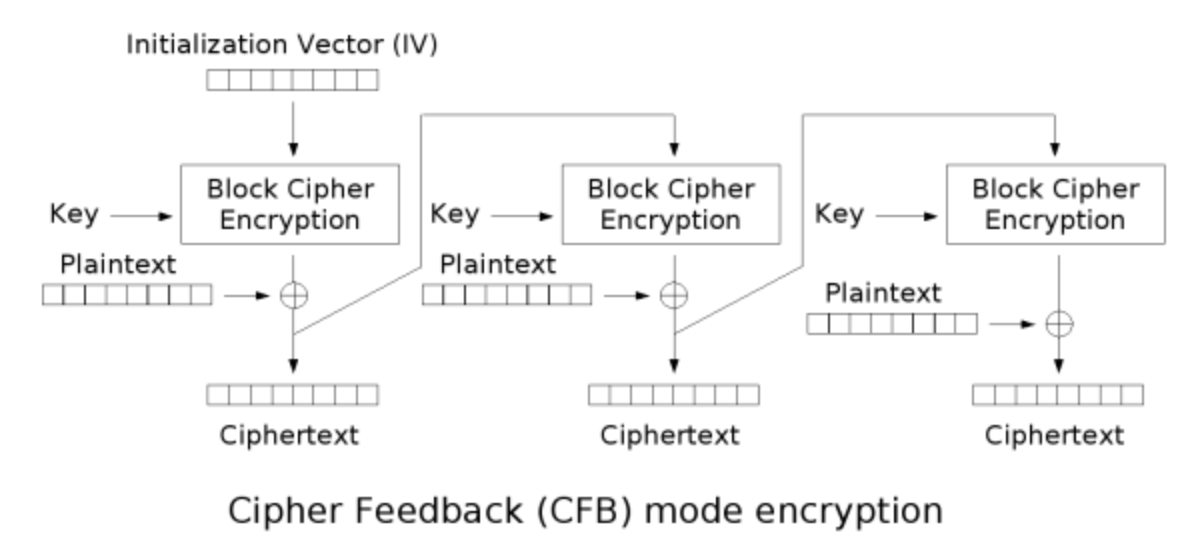 Initialization Vector (IV)
Key
Block Cipher
Encryption
Plaintext
Ciphertext
Key
Block Cipher
Encryption
Plaintext
Ciphertext
Key
Block Cipher
Encryption
Plaintext
Ciphertext
Cipher Feedback (CFB) mode encryption